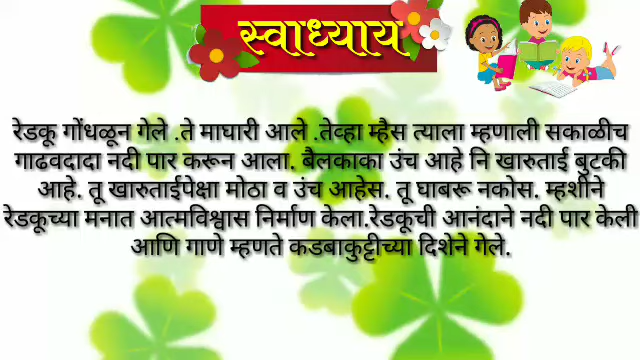 स्वाध्याय
रेडकू गोंधळून गेले .ते माघारी आले .तेव्हा म्हैस त्याला म्हणाली सकाळीच
गाढवदादा नदी पार करून आला. बैलकाका उंच आहे नि खारुताई बुटकी
आहे. तू खारुताईपेक्षा मोठा व उंच आहेस. तू घाबरू नकोस. म्हशीने
रेडकूच्या मनात आत्मविश्वास निर्माण केला.रेडकूची आनंदाने नदी पार केली
आणि गाणे म्हणते कडबाकुट्टीच्या दिशेने गेले.